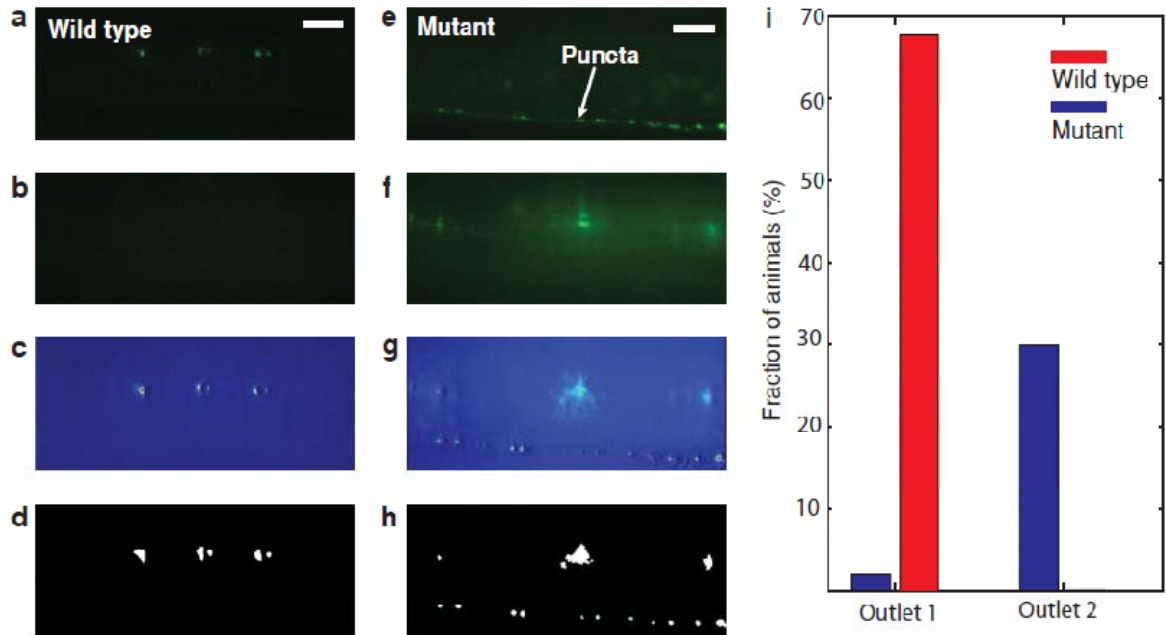 a
Wild type
b
c
d
e
Mutant
Puncta
f
g
h
i
Fraction of animals (%)
70
60
50
40
30
20
10
Wild type
Mutant
Outlet 1
Outlet 2